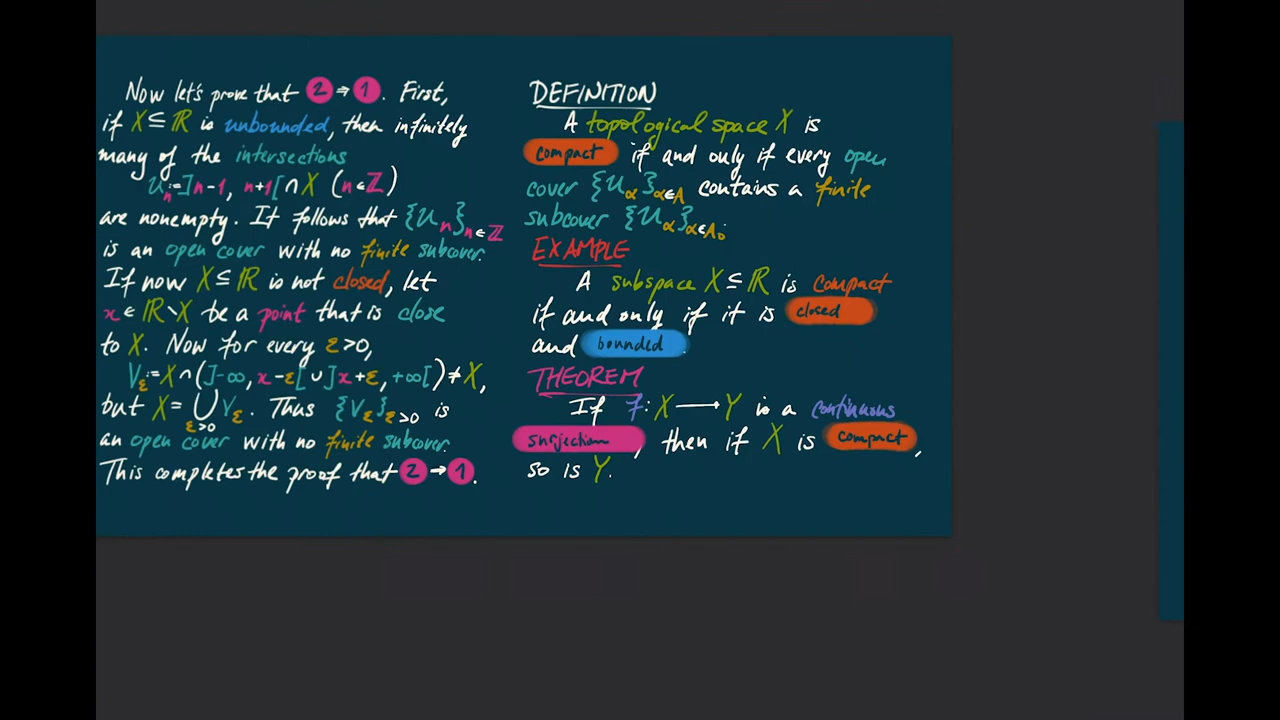 Now let's prove that 2 ⇒ 1. First,
if X ⊆ ℝ is unbounded, then infinitely
many of the intersections
𝒰ₙ := ]n-1, n+1[ ∩ X (n ∈ ℤ)
are nonempty. It follows that {𝒰ₙ}ₙ∈ℤ
is an open cover with no finite subcover.
If now X ⊆ ℝ is not closed, let
x ∈ ℝ∖X be a point that is close
to X. Now for every ε>0,
V_ε := X ∩ (]-∞, x-ε[ ∪ ]x+ε, +∞[) ≠ X,
but X = ⋃_{ε>0} V_ε. Thus {V_ε}_{ε>0} is
an open cover with no finite subcover.
This completes the proof that 2 → 1.
DEFINITION
A topological space X is
compact if and only if every open
cover {𝒰_α}_{α∈A} contains a finite
subcover {𝒰_α}_{α∈A₀}.
EXAMPLE
A subspace X ⊆ ℝ is compact
if and only if it is closed
and bounded.
THEOREM
If f: X → Y is a continuous
surjection, then if X is compact,
so is Y.